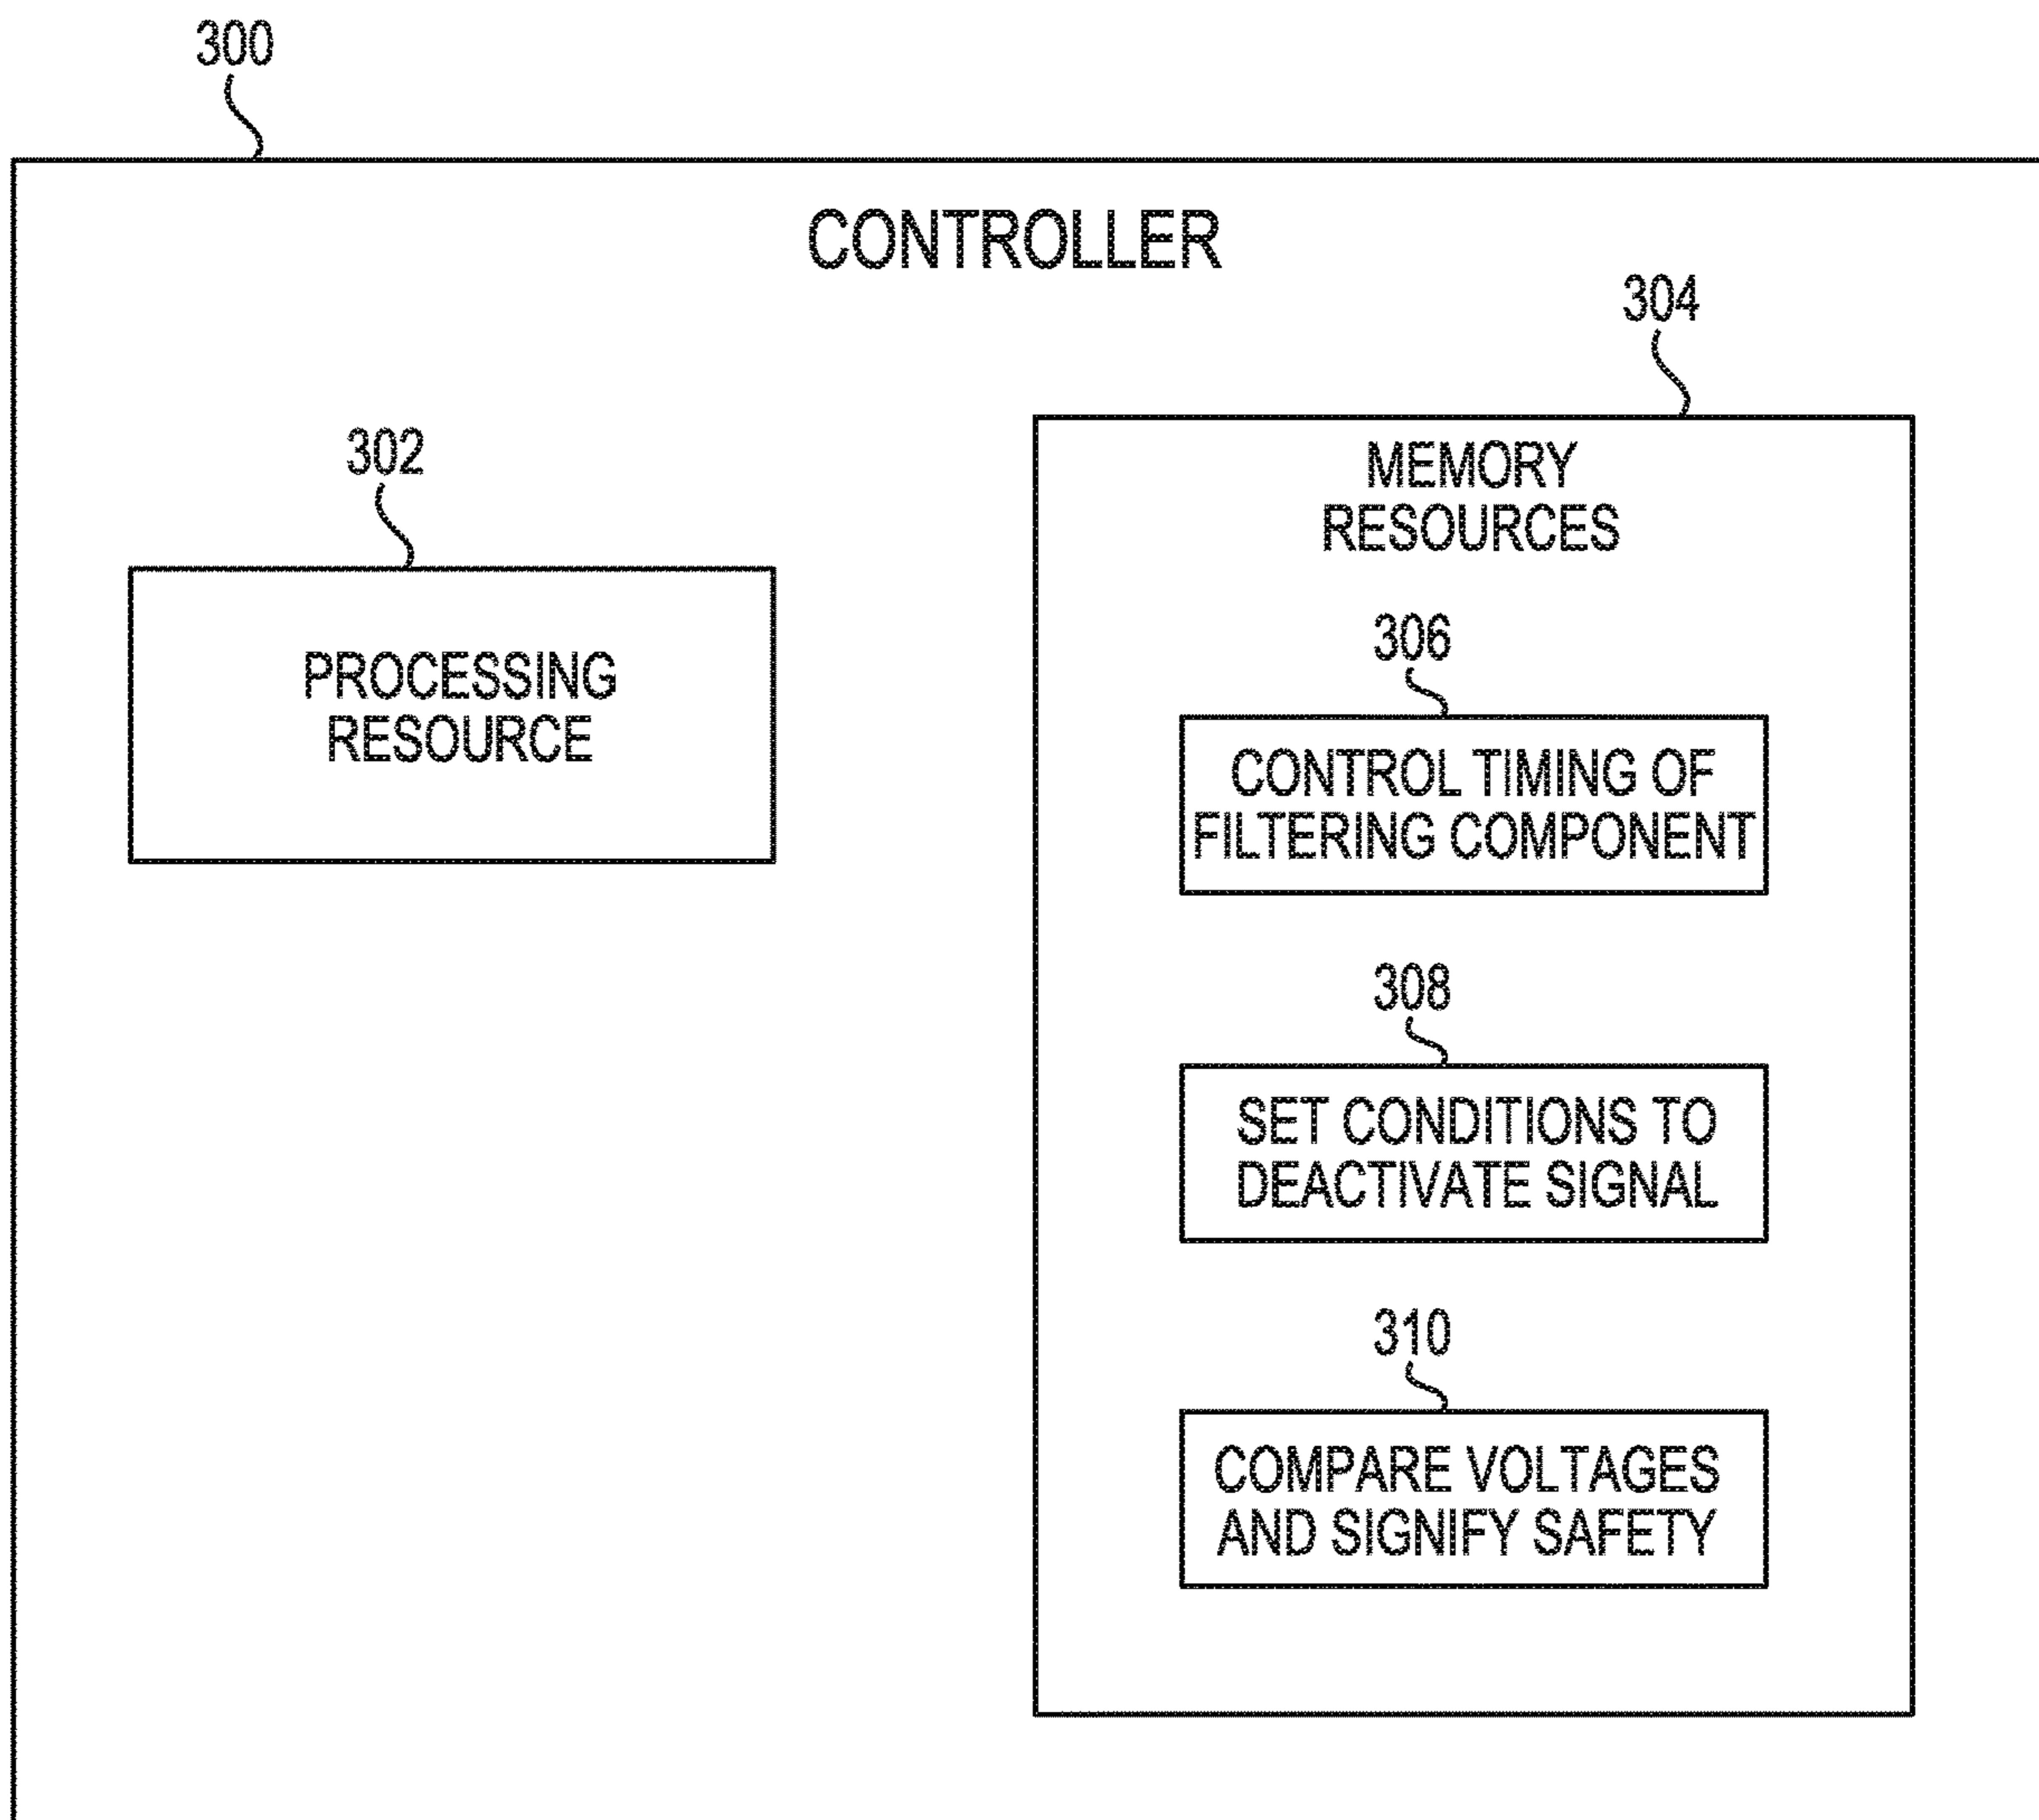 300
CONTROLLER
304
302
MEMORY
RESOURCES
PROCESSING
RESOURCE
306
CONTROL TIMING OF
FILTERING COMPONENT
308
SET CONDITIONS TO
DEACTIVATE SIGNAL
310
COMPARE VOLTAGES
AND SIGNIFY SAFETY